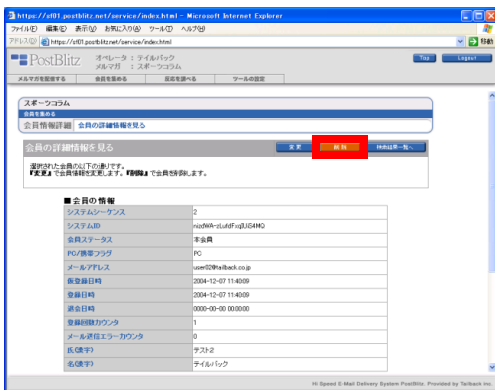 https://sf01.postblitz.net/service/index.html - Microsoft Internet Explorer
ファイル(F) 編集(E) 表示(V) お気に入り(A) ツール(T) ヘルプ(H)
アドレス(D) https://sf01.postblitz.net/service/index.html 移動
PostBlitz オペレータ : テイルバック Top Logout
メルマガ : スポーツコラム
メルマガを配信する 会員を集める 反応を調べる ツールの設定
スポーツコラム
会員を集める
会員情報詳細 会員の詳細情報を見る
会員の詳細情報を見る 変更 削除 検索結果一覧へ
選択された会員の以下の通りです。
『変更』で会員情報を変更します。『削除』で会員を削除します。
■会員の情報
システムシーケンス 2
システムID
会員ステータス 本会員
PC/携帯フラグ PC
メールアドレス user02@tailback.co.jp
仮登録日時 2004-12-07 11:40:09
登録日時 2004-12-07 11:40:09
退会日時 0000-00-00 00:00:00
登録回数カウンタ 1
メール送信エラーカウンタ 0
氏(漢字) テスト2
名(漢字) テイルバック
Hi Speed E-Mail Delivery System PostBlitz. Provided by Tailback inc.